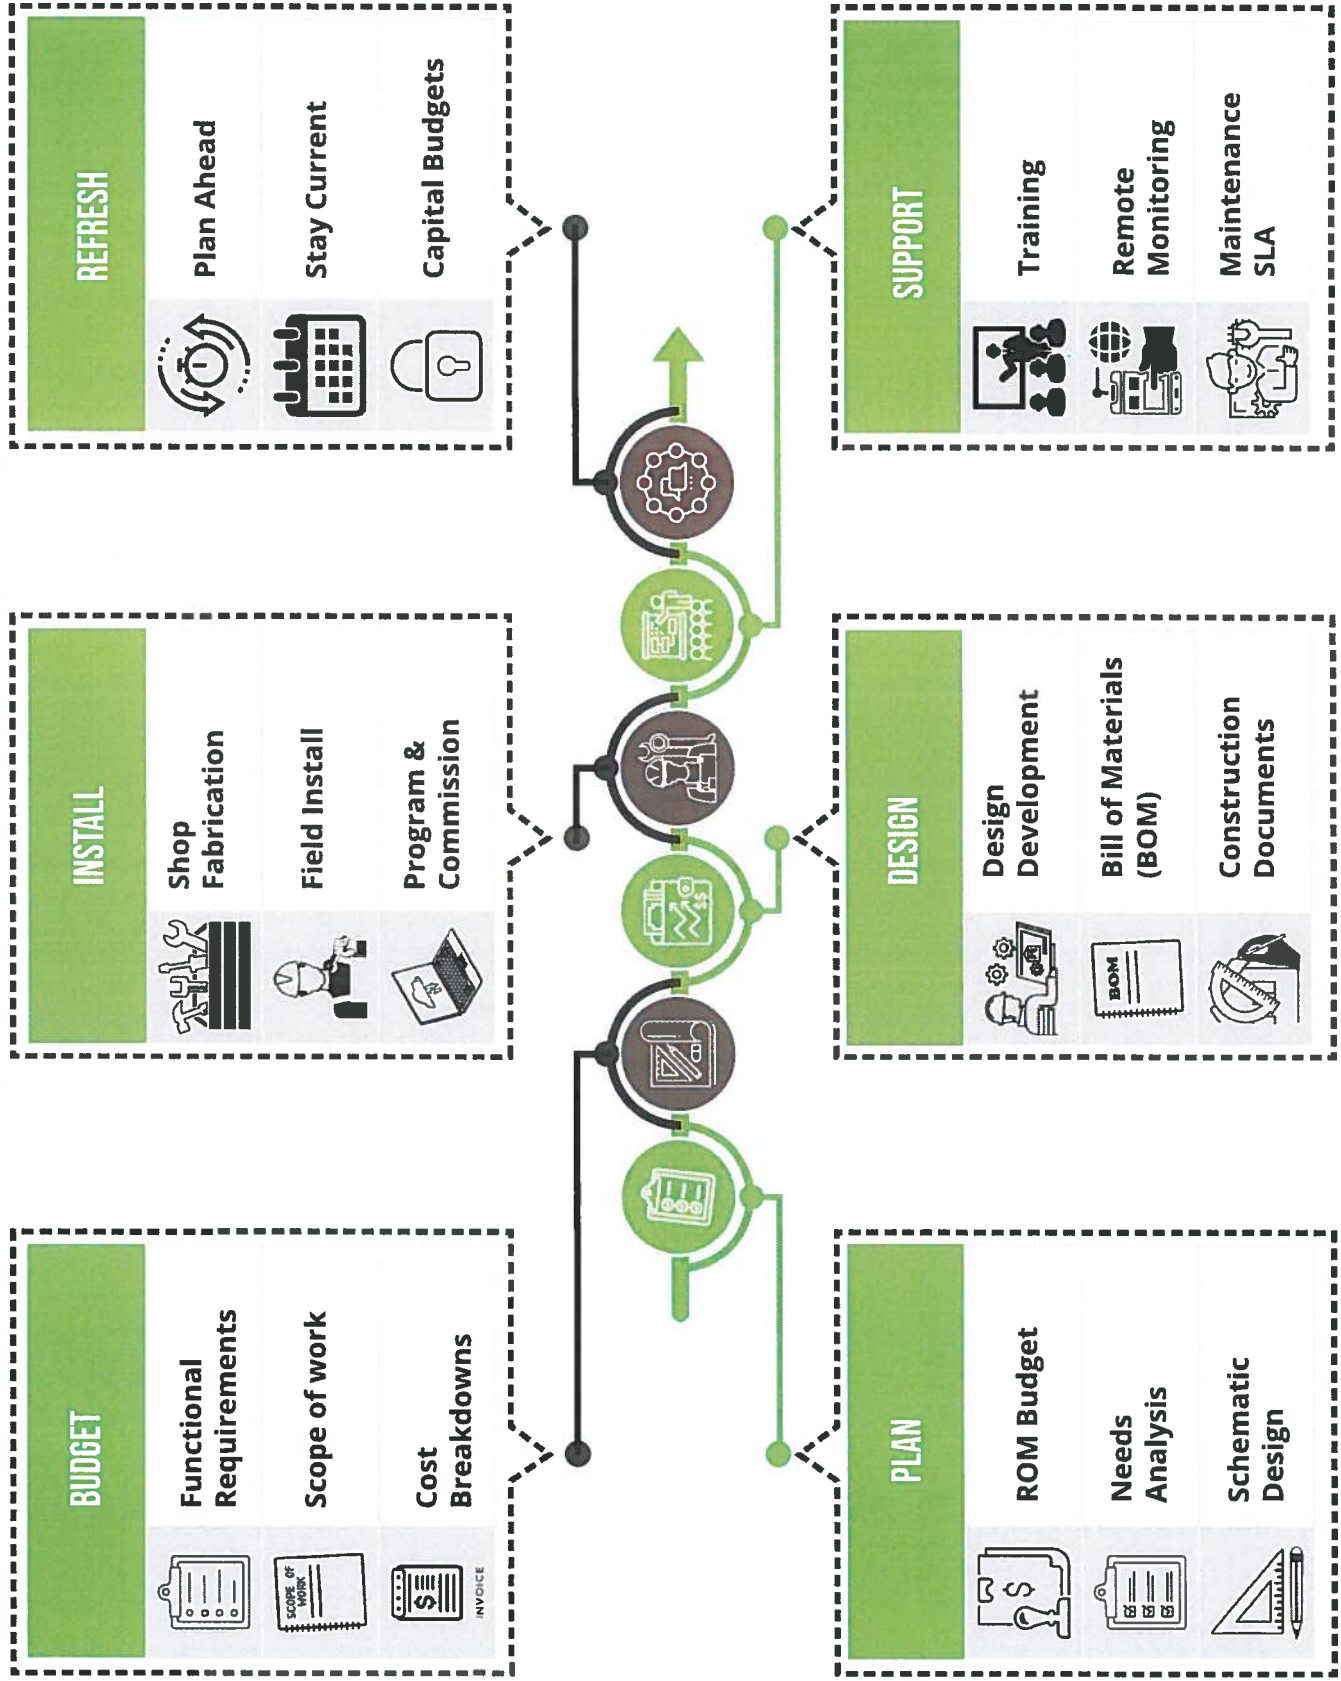 BUDGET
Functional
Requirements
SCOPE OF
WORK
Scope of work
$
INVOICE
Cost
Breakdowns
INSTALL
Shop
Fabrication
Field Install
Program &
Commission
REFRESH
Plan Ahead
Stay Current
Capital Budgets
$$
PLAN
$
ROM Budget
Needs
Analysis
Schematic
Design
DESIGN
Design
Development
BOM
Bill of Materials
(BOM)
Construction
Documents
SUPPORT
Training
Remote
Monitoring
Maintenance
SLA